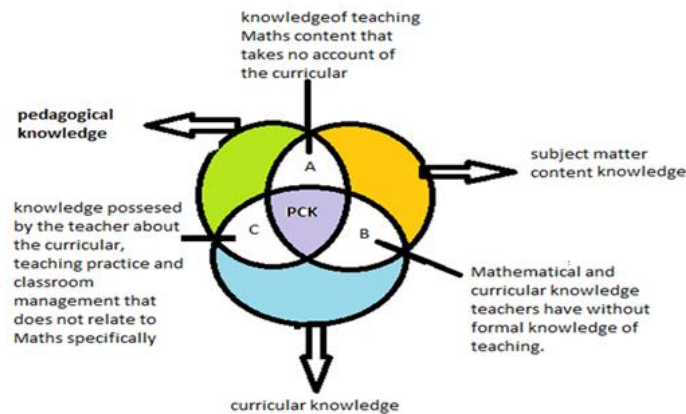 knowledgeof teaching
Maths content that
takes no account of
the curricular
pedagogical
knowledge
A
subject matter
content knowledge
knowledge possesed
by the teacher about
the curricular,
teaching practice and
classroom
management that
does not relate to
Maths specifically
PCK
C
B
Mathematical and
curricular knowledge
teachers have without
formal knowledge of
teaching.
curricular knowledge